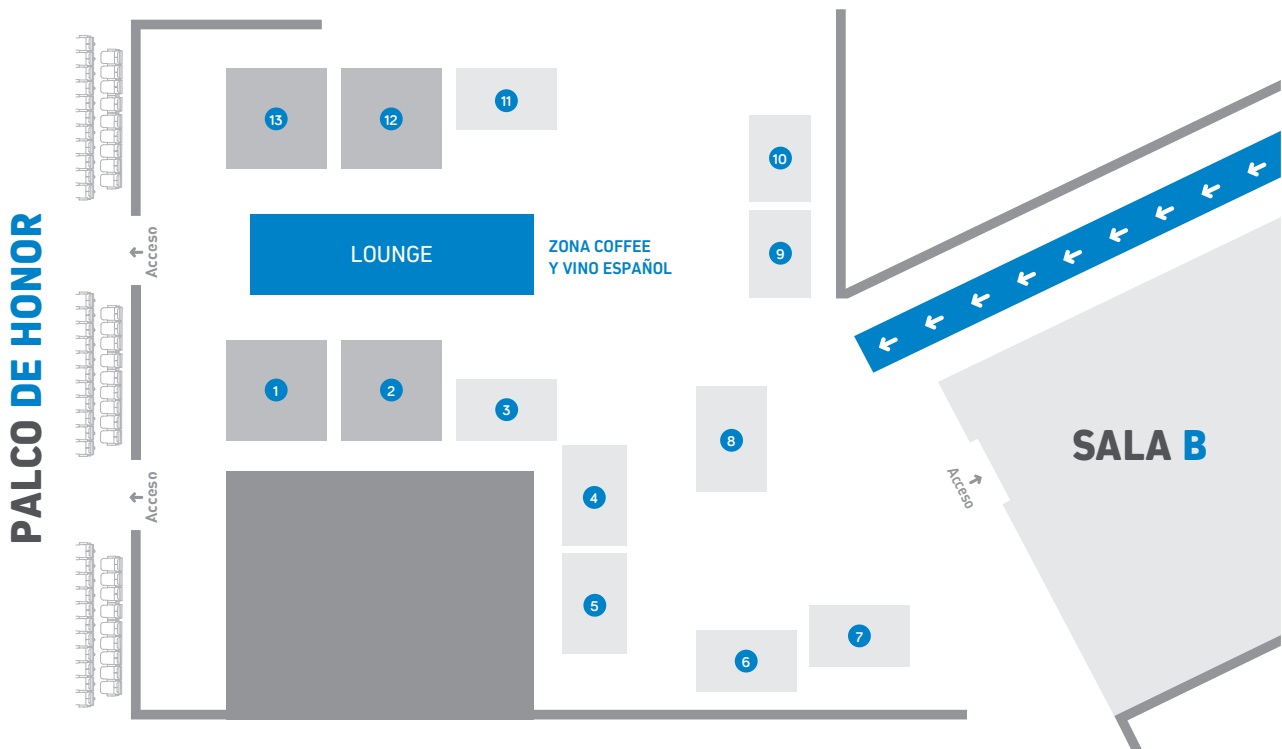 PALCO DE HONOR
Acceso
Acceso
13
12
11
10
9
LOUNGE
ZONA COFFEE
Y VINO ESPAÑOL
1
2
3
4
5
6
7
8
SALA B
Acceso